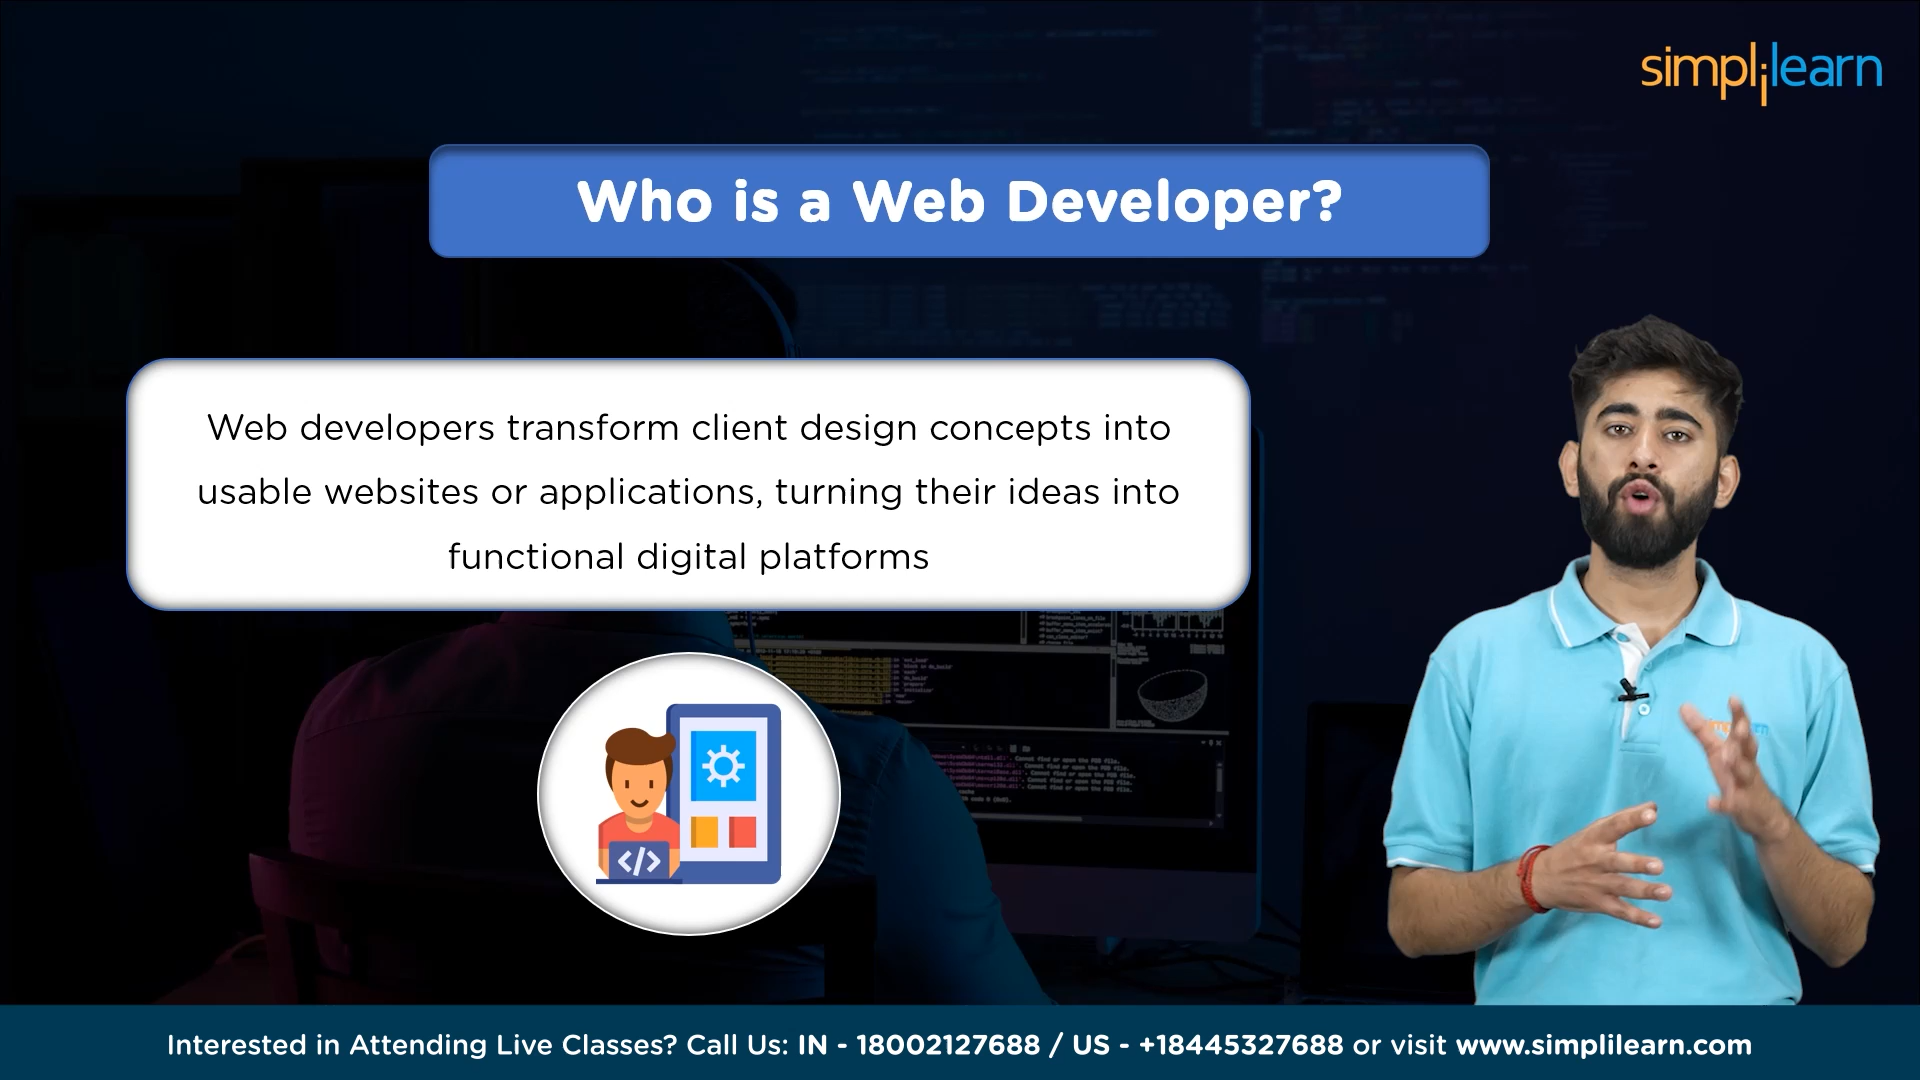 simplilearn
Who is a Web Developer?
Web developers transform client design concepts into
usable websites or applications, turning their ideas into
functional digital platforms
</>
Interested in Attending Live Classes? Call Us: IN - 18002127688 / US - +18445327688 or visit www.simplilearn.com